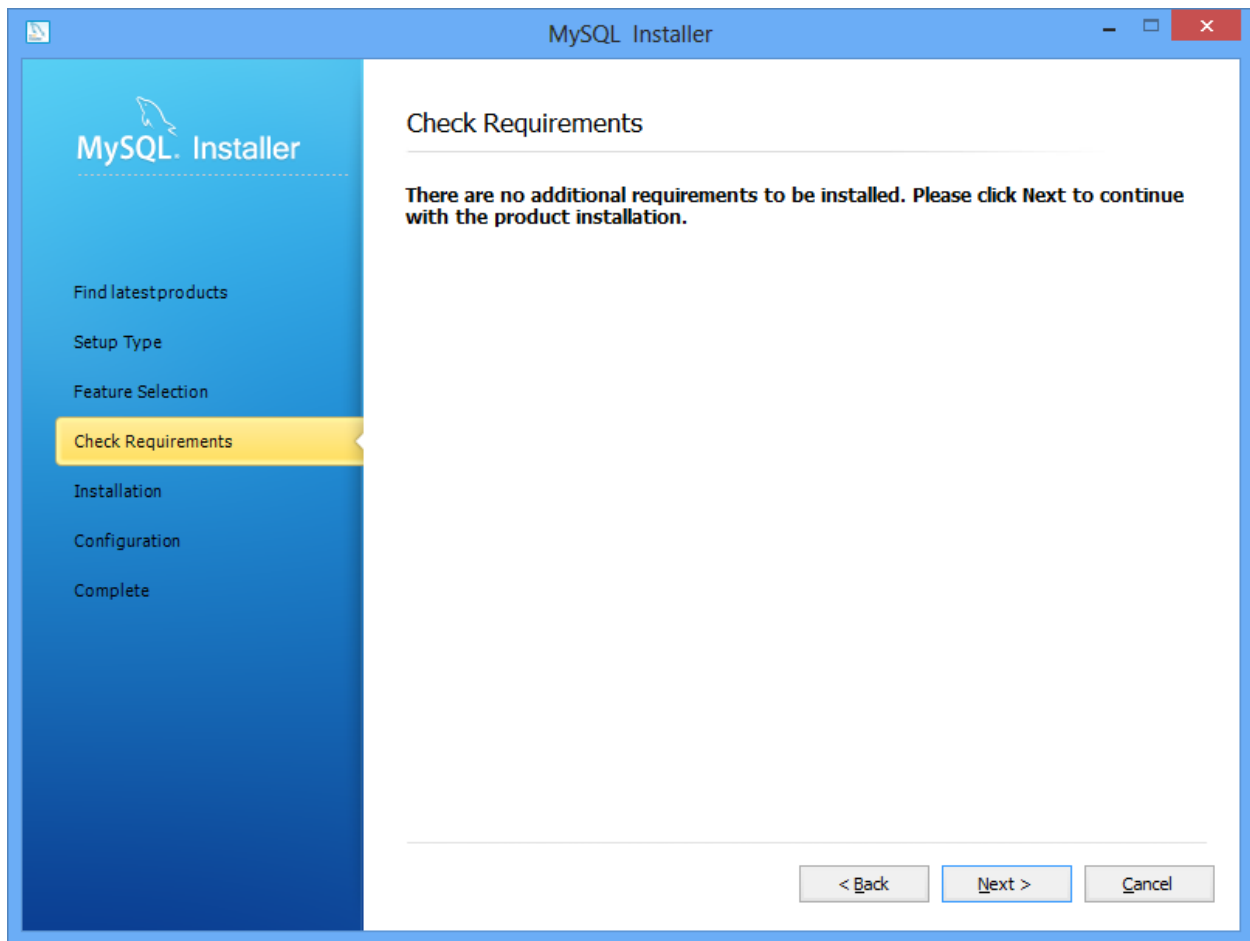 MySQL Installer
MySQL. Installer
Check Requirements
There are no additional requirements to be installed. Please click Next to continue
with the product installation.
Find latest products
Setup Type
Feature Selection
Check Requirements
Installation
Configuration
Complete
< Back
Next >
Cancel